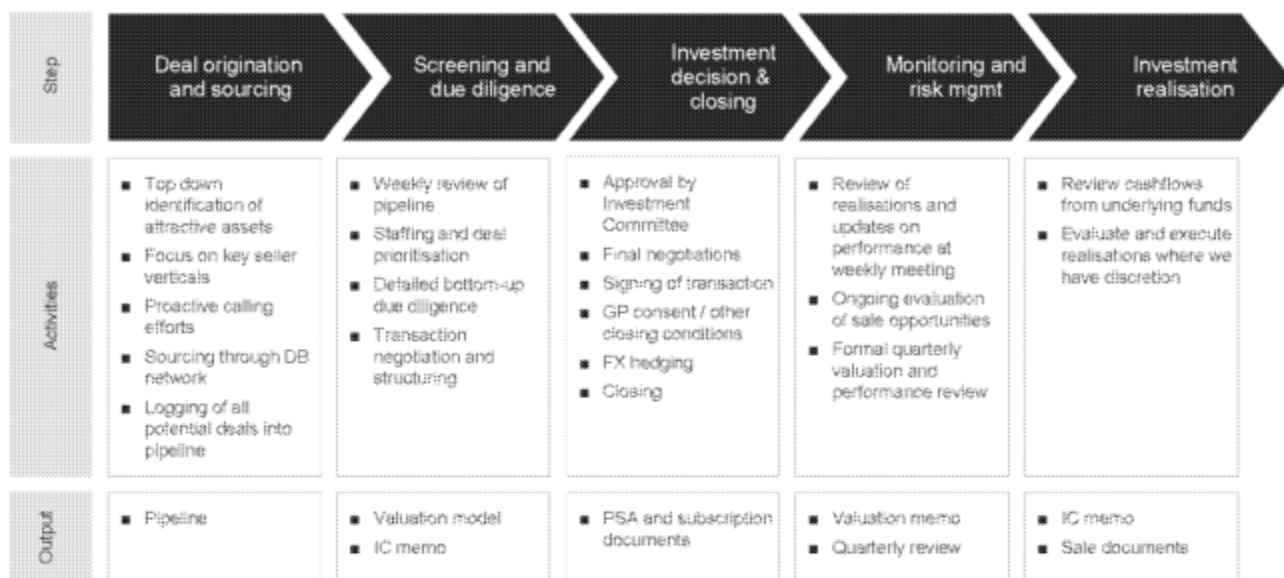 Step
Deal origination
and sourcing
Screening and
due diligence
Investment
decision &
closing
Monitoring and
risk mgmt
Investment
realisation
Activities
■ Top down
identification of
attractive assets
■ Focus on key seller
verticals
■ Proactive calling
efforts
■ Sourcing through DB
network
■ Logging of all
potential deals into
pipeline
■ Weekly review of
pipeline
■ Staffing and deal
prioritisation
■ Detailed bottom-up
due diligence
■ Transaction
negotiation and
structuring
■ Approval by
Investment
Committee
■ Final negotiations
■ Signing of transaction
■ GP consent / other
closing conditions
■ FX hedging
■ Closing
■ Review of
realisations and
updates on
performance at
weekly meeting
■ Ongoing evaluation
of sale opportunities
■ Formal quarterly
valuation and
performance review
■ Review cashflows
from underlying funds
■ Evaluate and execute
realisations where we
have discretion
Output
■ Pipeline
■ Valuation model
■ IC memo
■ PSA and subscription
documents
■ Valuation memo
■ Quarterly review
■ IC memo
■ Sale documents